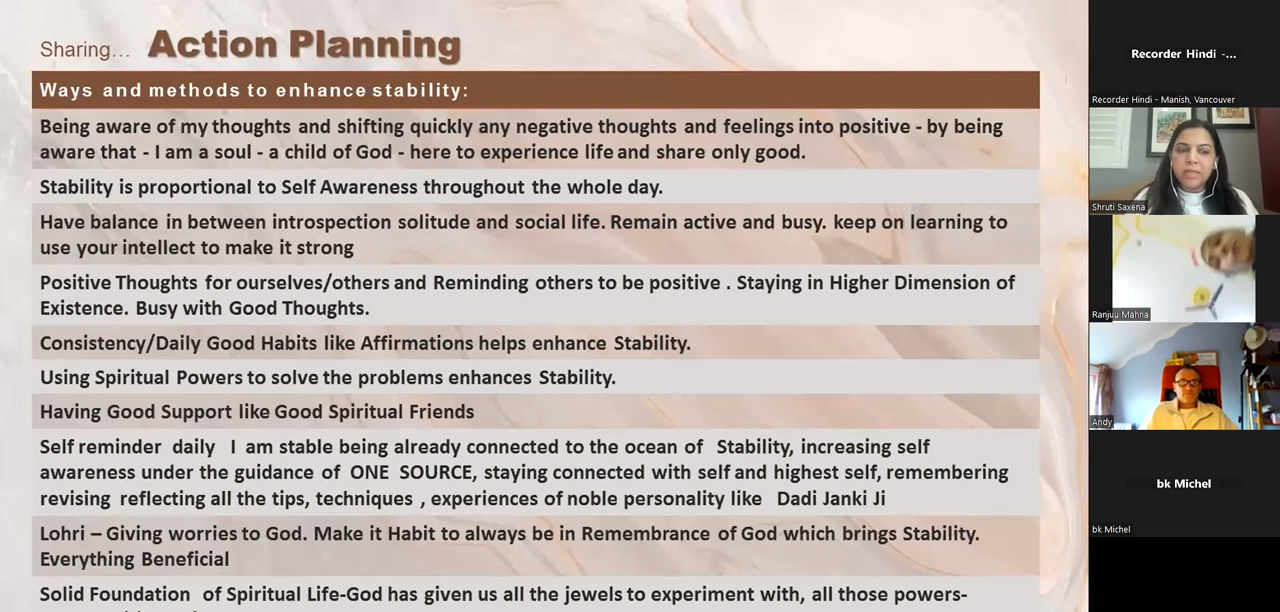 Sharing... Action Planning
Ways and methods to enhance stability:
Being aware of my thoughts and shifting quickly any negative thoughts and feelings into positive - by being
aware that - I am a soul - a child of God - here to experience life and share only good.
Stability is proportional to Self Awareness throughout the whole day.
Have balance in between introspection solitude and social life. Remain active and busy. keep on learning to
use your intellect to make it strong
Positive Thoughts for ourselves/others and Reminding others to be positive . Staying in Higher Dimension of
Existence. Busy with Good Thoughts.
Consistency/Daily Good Habits like Affirmations helps enhance Stability.
Using Spiritual Powers to solve the problems enhances Stability.
Having Good Support like Good Spiritual Friends
Self reminder daily I am stable being already connected to the ocean of Stability, increasing self
awareness under the guidance of ONE SOURCE, staying connected with self and highest self, remembering
revising reflecting all the tips, techniques , experiences of noble personality like Dadi Janki Ji
Lohri – Giving worries to God. Make it Habit to always be in Remembrance of God which brings Stability.
Everything Beneficial
Solid Foundation of Spiritual Life-God has given us all the jewels to experiment with, all those powers-
Recorder Hindi -...
Recorder Hindi - Manish, Vancouver
Shruti Saxena
Ranjuu Mahna
Andy
bk Michel
bk Michel